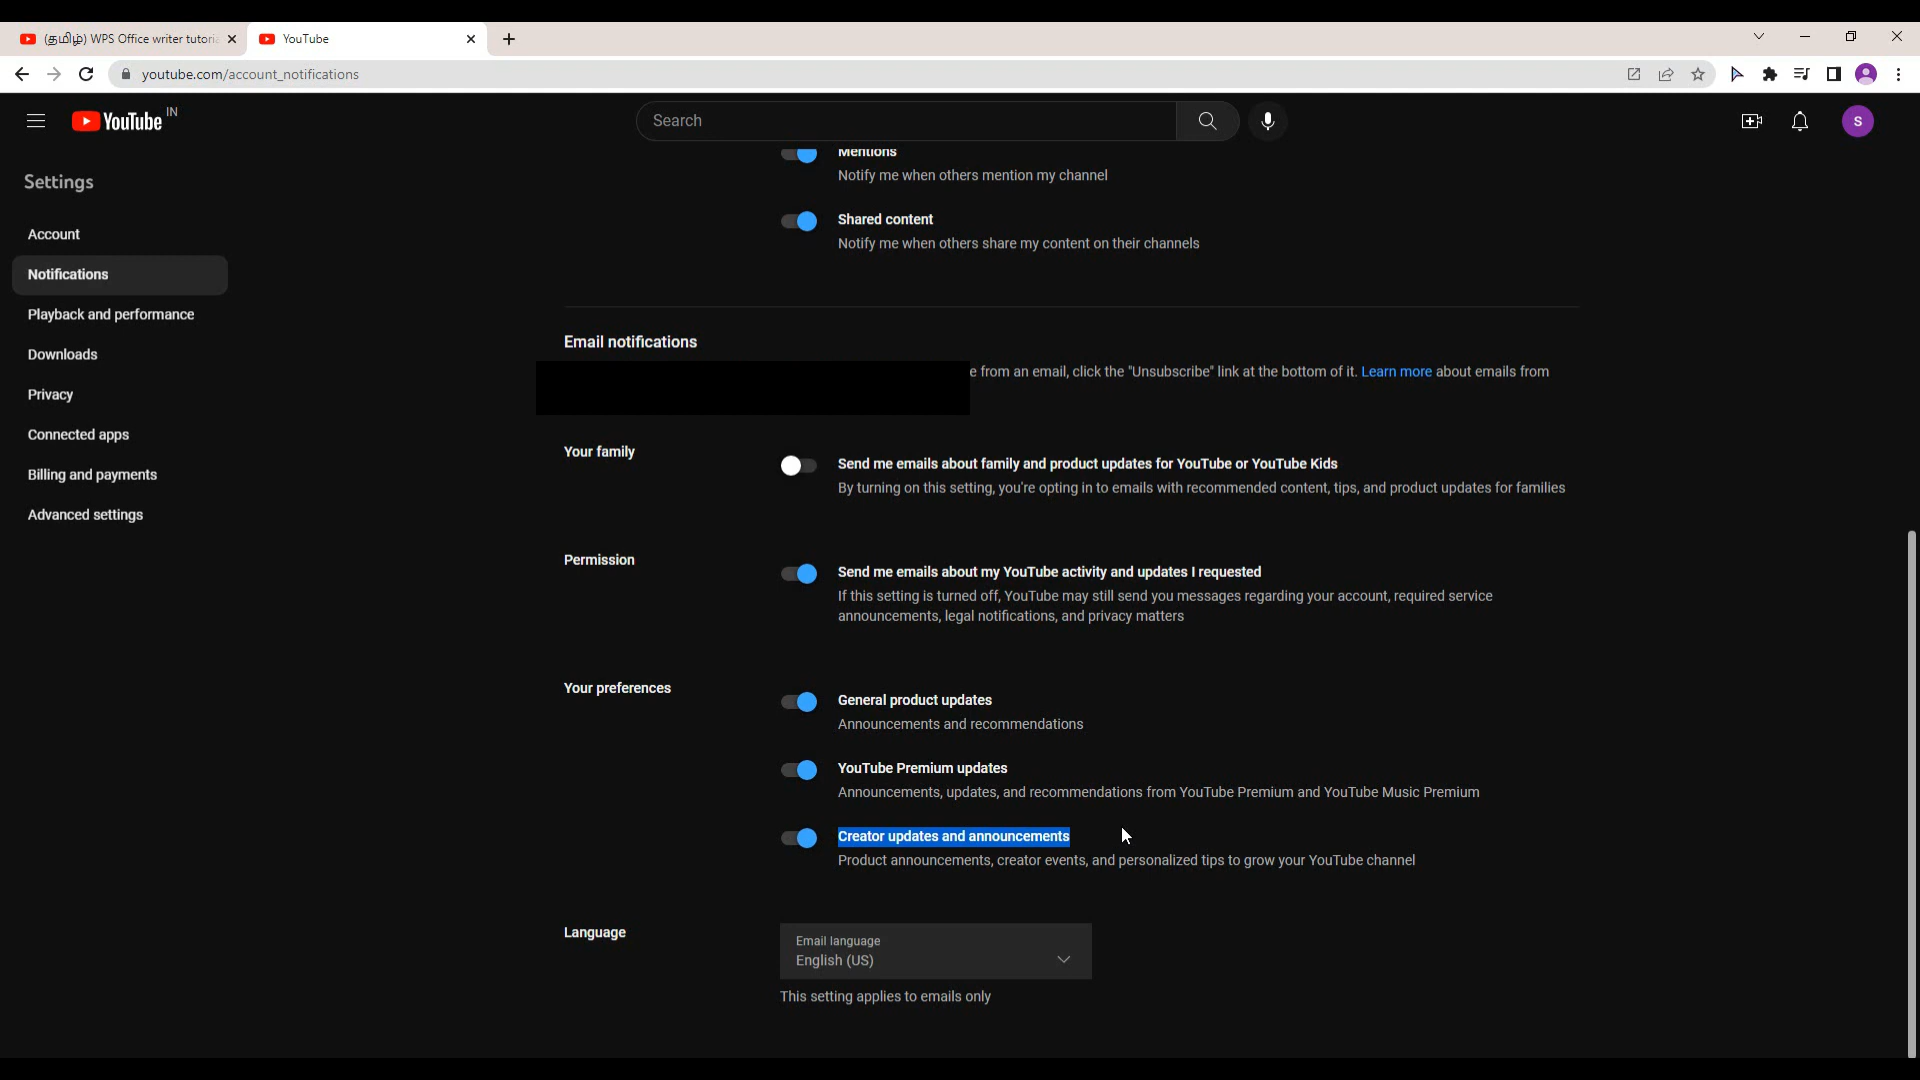 (தமிழ்) WPS Office writer tutoria
YouTube
youtube.com/account_notifications
YouTube IN
Search
S
Settings
Account
Notifications
Playback and performance
Downloads
Privacy
Connected apps
Billing and payments
Advanced settings
Mentions
Notify me when others mention my channel
Shared content
Notify me when others share my content on their channels
Email notifications
e from an email, click the "Unsubscribe" link at the bottom of it. Learn more about emails from
Your family
Send me emails about family and product updates for YouTube or YouTube Kids
By turning on this setting, you're opting in to emails with recommended content, tips, and product updates for families
Permission
Send me emails about my YouTube activity and updates I requested
If this setting is turned off, YouTube may still send you messages regarding your account, required service
announcements, legal notifications, and privacy matters
Your preferences
General product updates
Announcements and recommendations
YouTube Premium updates
Announcements, updates, and recommendations from YouTube Premium and YouTube Music Premium
Creator updates and announcements
Product announcements, creator events, and personalized tips to grow your YouTube channel
Language
Email language
English (US)
This setting applies to emails only